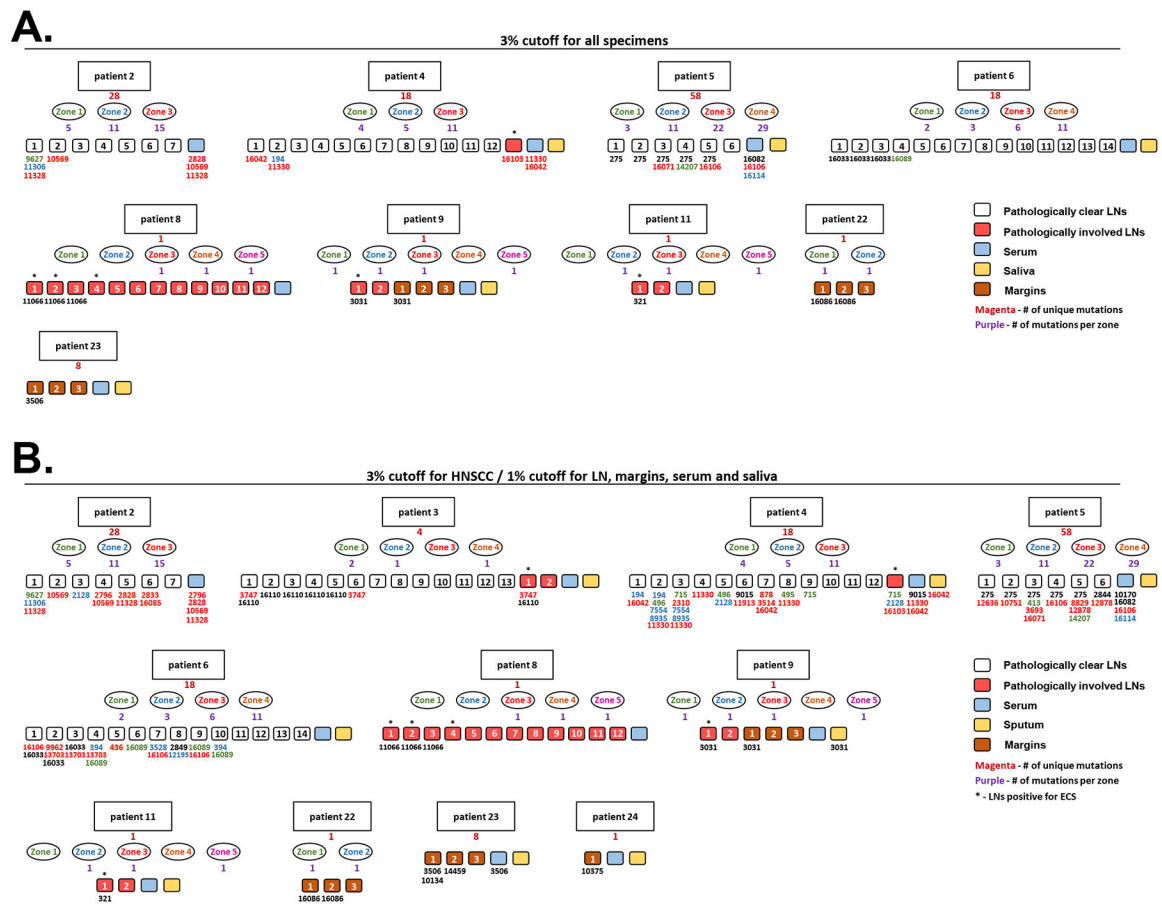 A.
3% cutoff for all specimens
patient 2
28
Zone 1 Zone 2 Zone 3
5 11 15
1 2 3 4 5 6 7
9627 10569 2828
11306 10569
11328 11328
patient 4
18
Zone 1 Zone 2 Zone 3
4 5 11
*
1 2 3 4 5 6 7 8 9 10 11 12
16042 194 16103 11330
11330 16042
patient 5
58
Zone 1 Zone 2 Zone 3 Zone 4
3 11 22 29
1 2 3 4 5 6
275 275 275 275 275 16082
16071 14207 16106 16106
16114
patient 6
18
Zone 1 Zone 2 Zone 3 Zone 4
2 3 6 11
1 2 3 4 5 6 7 8 9 10 11 12 13 14
16033 16033 16033 16089
patient 8
1
Zone 1 Zone 2 Zone 3 Zone 4 Zone 5
1 1 1
* * *
1 2 3 4 5 6 7 8 9 10 11 12
11066 11066 11066
patient 9
1
Zone 1 Zone 2 Zone 3 Zone 4 Zone 5
1 1 1 1
*
1 2 1 2 3
3031 3031
patient 11
1
Zone 1 Zone 2 Zone 3 Zone 4 Zone 5
1 1 1
*
1 2
321
patient 22
1
Zone 1 Zone 2
1 1
1 2 3
16086 16086
Pathologically clear LNs
Pathologically involved LNs
Serum
Saliva
Margins
Magenta - # of unique mutations
Purple - # of mutations per zone
patient 23
8
1 2 3
3506
B.
3% cutoff for HNSCC / 1% cutoff for LN, margins, serum and saliva
patient 2
28
Zone 1 Zone 2 Zone 3
5 11 15
1 2 3 4 5 6 7
9627 10569 2128 2796 2828 2833 2796
11306 10569 11328 16085 2828
11328 10569
11328
patient 3
4
Zone 1 Zone 2 Zone 3 Zone 4
2 1 1
*
1 2 3 4 5 6 7 8 9 10 11 12 13 1 2
3747 16110 16110 16110 16110 3747 3747
16110 16110
patient 4
18
Zone 1 Zone 2 Zone 3
4 5 11
*
1 2 3 4 5 6 7 8 9 10 11 12
194 194 715 11330 496 9015 878 495 715 715 9015 16042
16042 496 2310 2128 11913 3514 11330 2128 11330
7554 7554 16042 16103 16042
8935 8935
11330 11330
patient 5
58
Zone 1 Zone 2 Zone 3 Zone 4
3 11 22 29
1 2 3 4 5 6
275 275 275 275 275 2844 10170
12636 10751 413 16106 8829 12878 16082
3693 12878 16106
16071 14207 16114
patient 6
18
Zone 1 Zone 2 Zone 3 Zone 4
2 3 6 11
1 2 3 4 5 6 7 8 9 10 11 12 13 14
16106 9962 16033 394 436 16089 3528 2849 16089 394
16033 13703 13703 13703 16106 12195 16106 16089
16033 16089
patient 8
1
Zone 1 Zone 2 Zone 3 Zone 4 Zone 5
1 1 1
* * *
1 2 3 4 5 6 7 8 9 10 11 12
11066 11066 11066
patient 9
1
Zone 1 Zone 2 Zone 3 Zone 4 Zone 5
1 1 1 1
*
1 2 1 2 3
3031 3031 3031
Pathologically clear LNs
Pathologically involved LNs
Serum
Sputum
Margins
Magenta - # of unique mutations
Purple - # of mutations per zone
* - LNs positive for ECS
patient 11
1
Zone 1 Zone 2 Zone 3 Zone 4 Zone 5
1 1 1
*
1 2
321
patient 22
1
Zone 1 Zone 2
1 1
1 2 3
16086 16086
patient 23
8
1 2 3
3506 14459 3506
10134
patient 24
1
1
10375